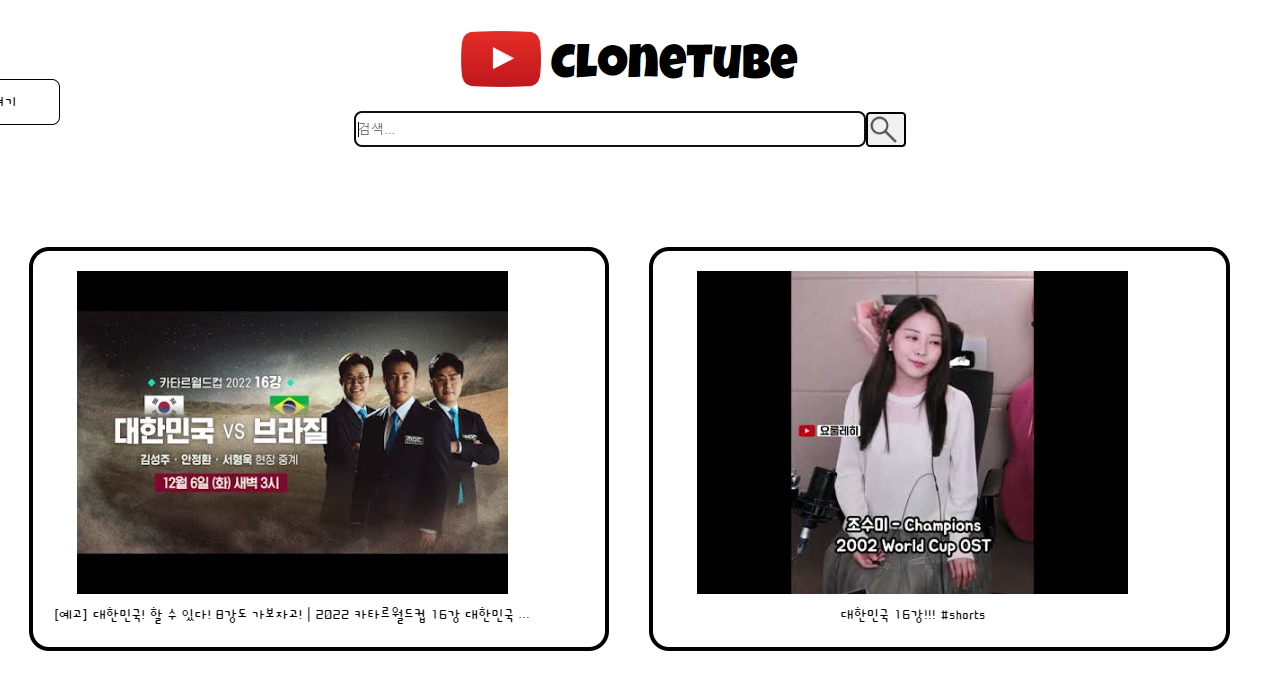 CLONETUBE
겨기
검색...
카타르월드컵 2022 16강
대한민국 VS 브라질
김성주 · 안정환 · 서형욱 현장 중계
12월 6일 (화) 새벽 3시
MBC
요룰레히
조수미 - Champions
2002 World Cup OST
[예고] 대한민국! 할 수 있다! 8강도 가보자고! | 2022 카타르월드컵 16강 대한민국 ...
대한민국 16강!!! #shorts